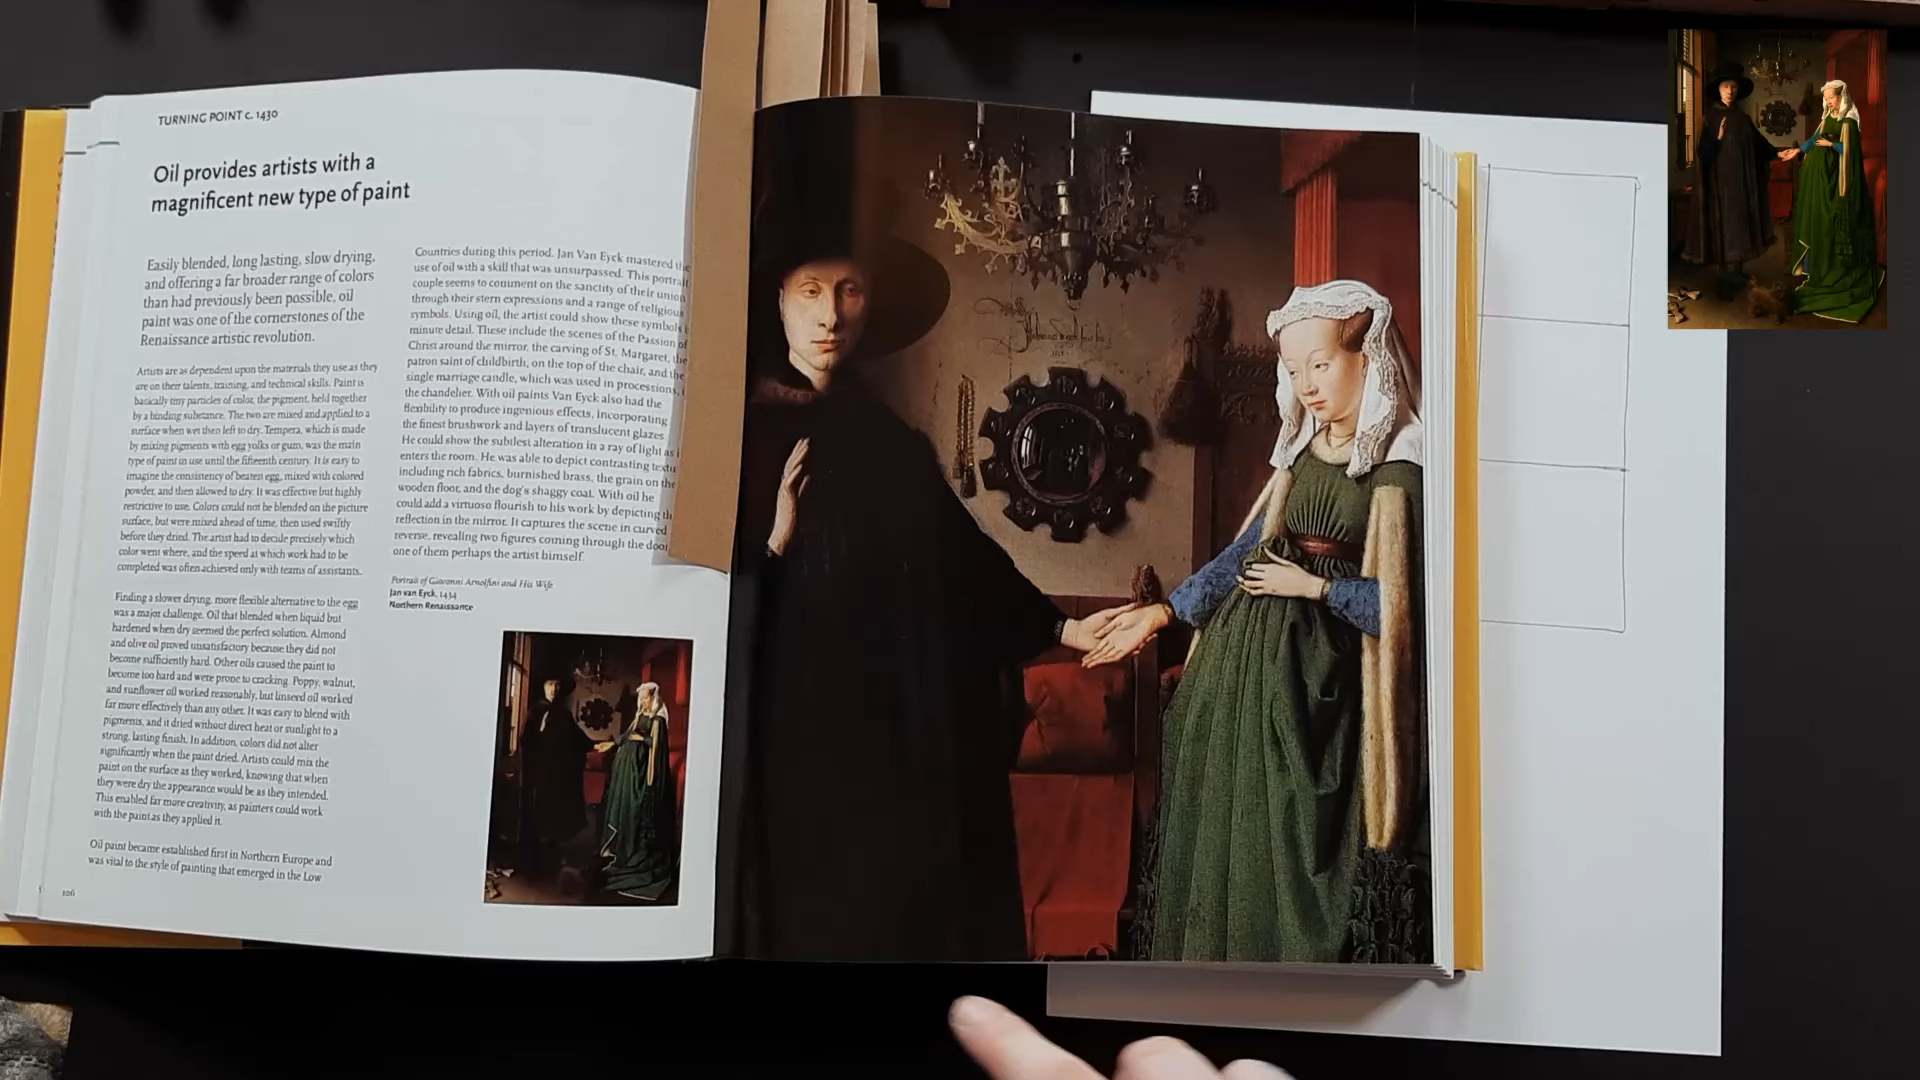 TURNING POINT c. 1430
Oil provides artists with a
magnificent new type of paint
Easily blended, long lasting, slow drying,
and offering a far broader range of colors
than had previously been possible, oil
paint was one of the cornerstones of the
Renaissance artistic revolution.
Artists are as dependent upon the materials they use as they
are on their talents, training, and technical skills. Paint is
basically tiny particles of color, the pigment, held together
by a binding substance. The two are mixed and applied to a
surface when wet then left to dry. Tempera, which is made
by mixing pigments with egg yolks or gum, was the main
type of paint in use until the fifteenth century. It is easy to
imagine the consistency of beaten egg, mixed with colored
powder, and then allowed to dry. It was effective but highly
restrictive to use. Colors could not be blended on the picture
surface, but were mixed ahead of time, then used swiftly
before they dried. The artist had to decide precisely which
color went where, and the speed at which work had to be
completed was often achieved only with teams of assistants.
Finding a slower drying, more flexible alternative to the egg
was a major challenge. Oil that blended when liquid but
hardened when dry seemed the perfect solution. Almond
and olive oil proved unsatisfactory because they did not
become sufficiently hard. Other oils caused the paint to
become too hard and were prone to cracking. Poppy, walnut,
and sunflower oil worked reasonably, but linseed oil worked
far more effectively than any other. It was easy to blend with
pigments, and it dried without direct heat or sunlight to a
strong, lasting finish. In addition, colors did not alter
significantly when the paint dried. Artists could mix the
paint on the surface as they worked, knowing that when
they were dry the appearance would be as they intended.
This enabled far more creativity, as painters could work
with the paint as they applied it.
Oil paint became established first in Northern Europe and
was vital to the style of painting that emerged in the Low
Countries during this period. Jan Van Eyck mastered the
use of oil with a skill that was unsurpassed. This portrait
couple seems to comment on the sanctity of their union
through their stern expressions and a range of religious
symbols. Using oil, the artist could show these symbols
minute detail. These include the scenes of the Passion of
Christ around the mirror, the carving of St. Margaret, the
patron saint of childbirth, on the top of the chair, and the
single marriage candle, which was used in processions,
the chandelier. With oil paints Van Eyck also had the
flexibility to produce ingenious effects, incorporating
the finest brushwork and layers of translucent glazes.
He could show the subtlest alteration in a ray of light as
enters the room. He was able to depict contrasting
including rich fabrics, burnished brass, the grain on the
wooden floor, and the dog's shaggy coat. With oil he
could add a virtuoso flourish to his work by depicting
reflection in the mirror. It captures the scene in curved
reverse, revealing two figures coming through the door
one of them perhaps the artist himself.
Portrait of Giovanni Arnolfini and His Wife
Jan van Eyck, 1434
Northern Renaissance
126